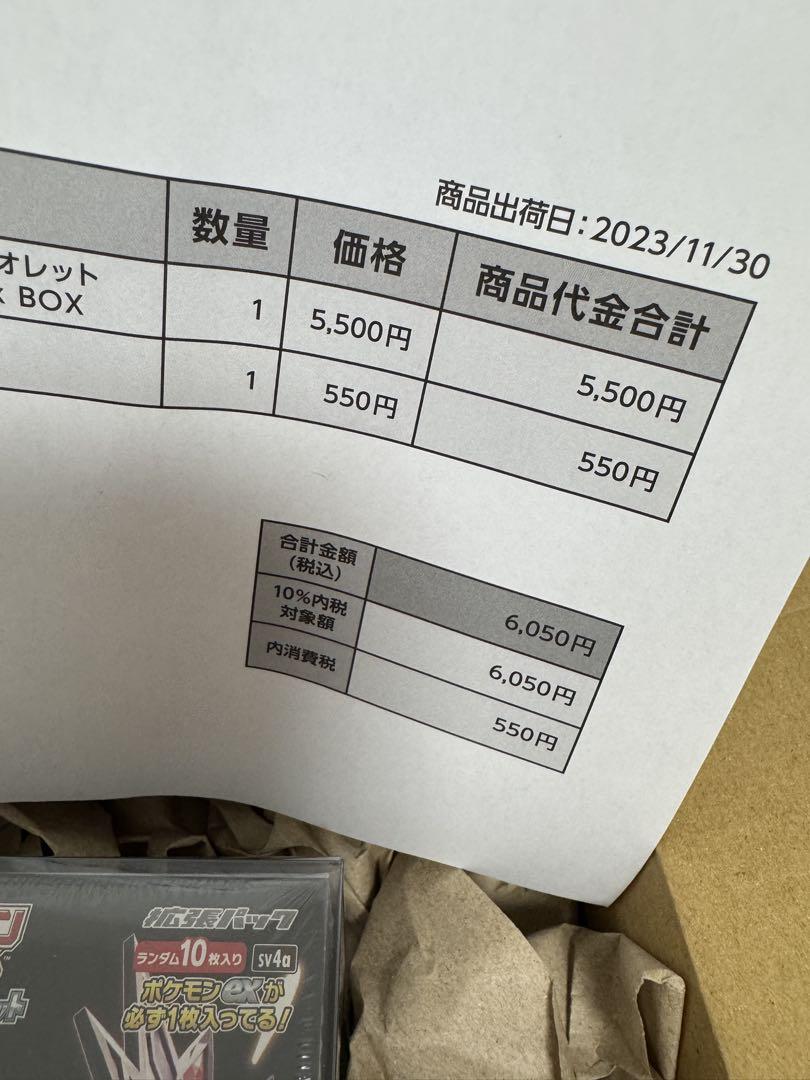 商品出荷日:2023/11/30
数量 価格 商品代金合計
オレット
BOX
1 5,500円 5,500円
1 550円 550円
合計金額
(税込)
6,050円
10%内税
対象額
6,050円
内消費税
550円
拡張パック
ランダム10枚入り sv4a
ポケモンexが
必ず1枚入ってる!
ン
ット